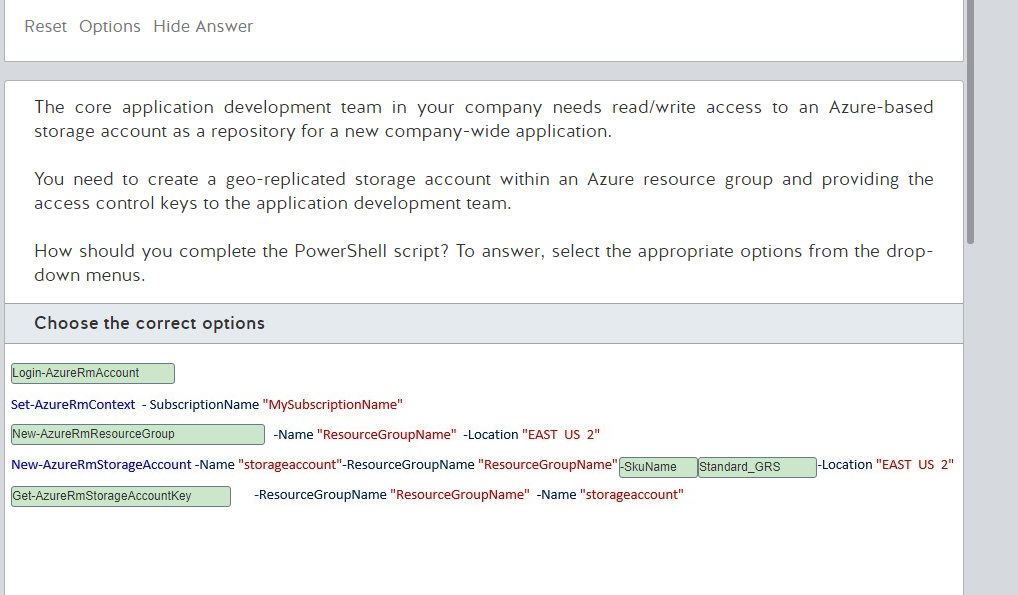 Reset Options Hide Answer
The core application development team in your company needs read/write access to an Azure-based
storage account as a repository for a new company-wide application.
You need to create a geo-replicated storage account within an Azure resource group and providing the
access control keys to the application development team.
How should you complete the PowerShell script? To answer, select the appropriate options from the drop-
down menus.
Choose the correct options
Login-AzureRmAccount
Set-AzureRmContext - SubscriptionName "MySubscriptionName"
New-AzureRmResourceGroup -Name "ResourceGroupName" -Location "EAST US 2"
New-AzureRmStorageAccount -Name "storageaccount"-ResourceGroupName "ResourceGroupName" -SkuName Standard_GRS -Location "EAST US 2"
Get-AzureRmStorageAccountKey -ResourceGroupName "ResourceGroupName" -Name "storageaccount"